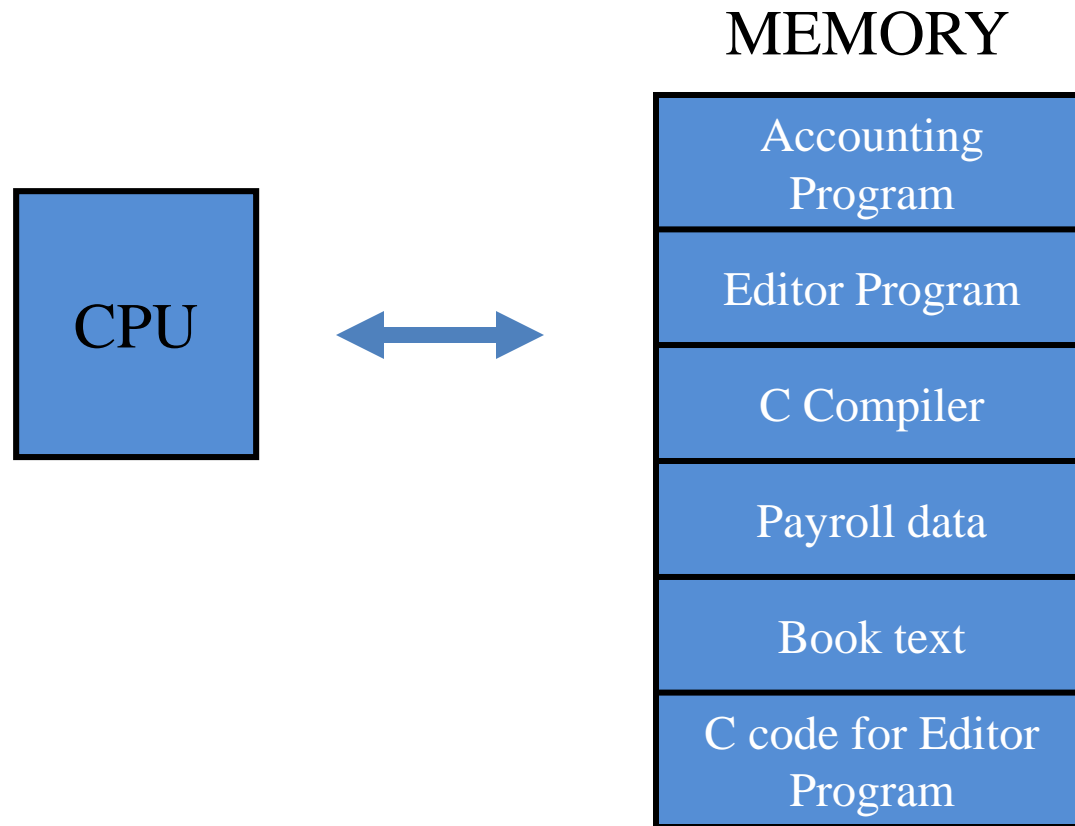 MEMORY
Accounting
Program
CPU
Editor Program
C Compiler
Payroll data
Book text
C code for Editor
Program